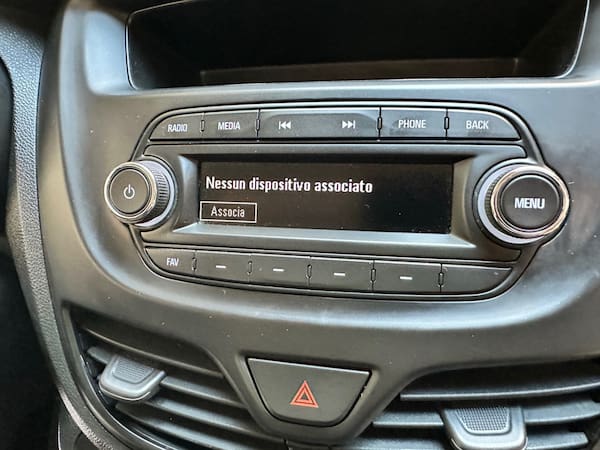 RADIO MEDIA PHONE BACK
Nessun dispositivo associato
Associa
MENU
FAV